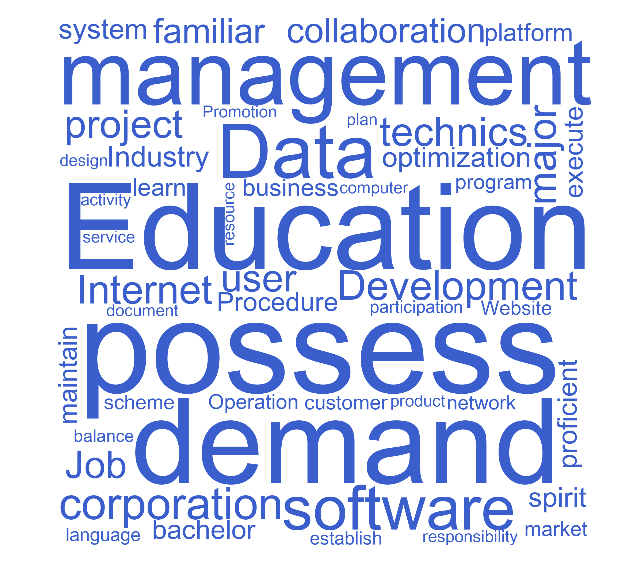 system familiar collaboration platform
management
Promotion
project plan technics major execute
Data
design Industry optimization
learn resource business computer program
activity
Education
service
Internet user Development
document Procedure participation Website
maintain possess
scheme Operation customer product network proficient
balance demand
Job
corporation software spirit
language bachelor establish responsibility market